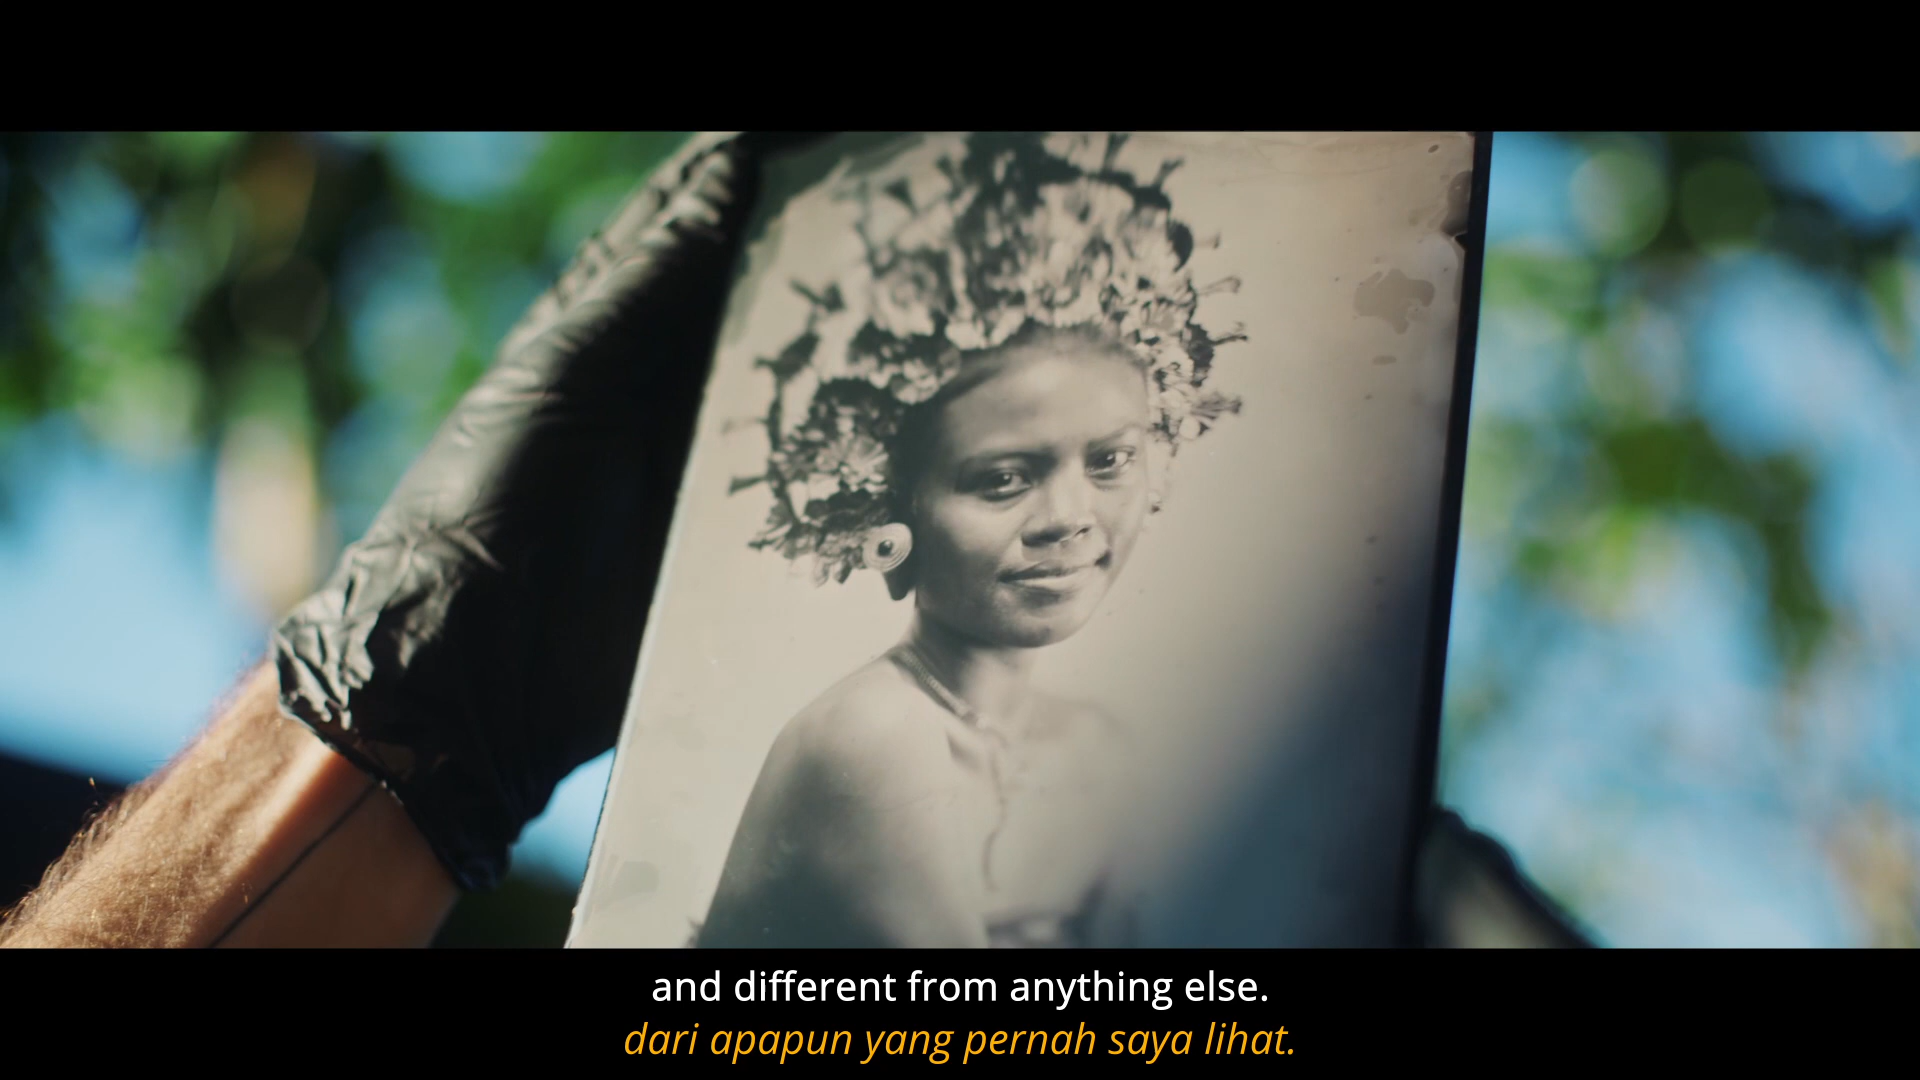 and different from anything else.
dari apapun yang pernah saya lihat.